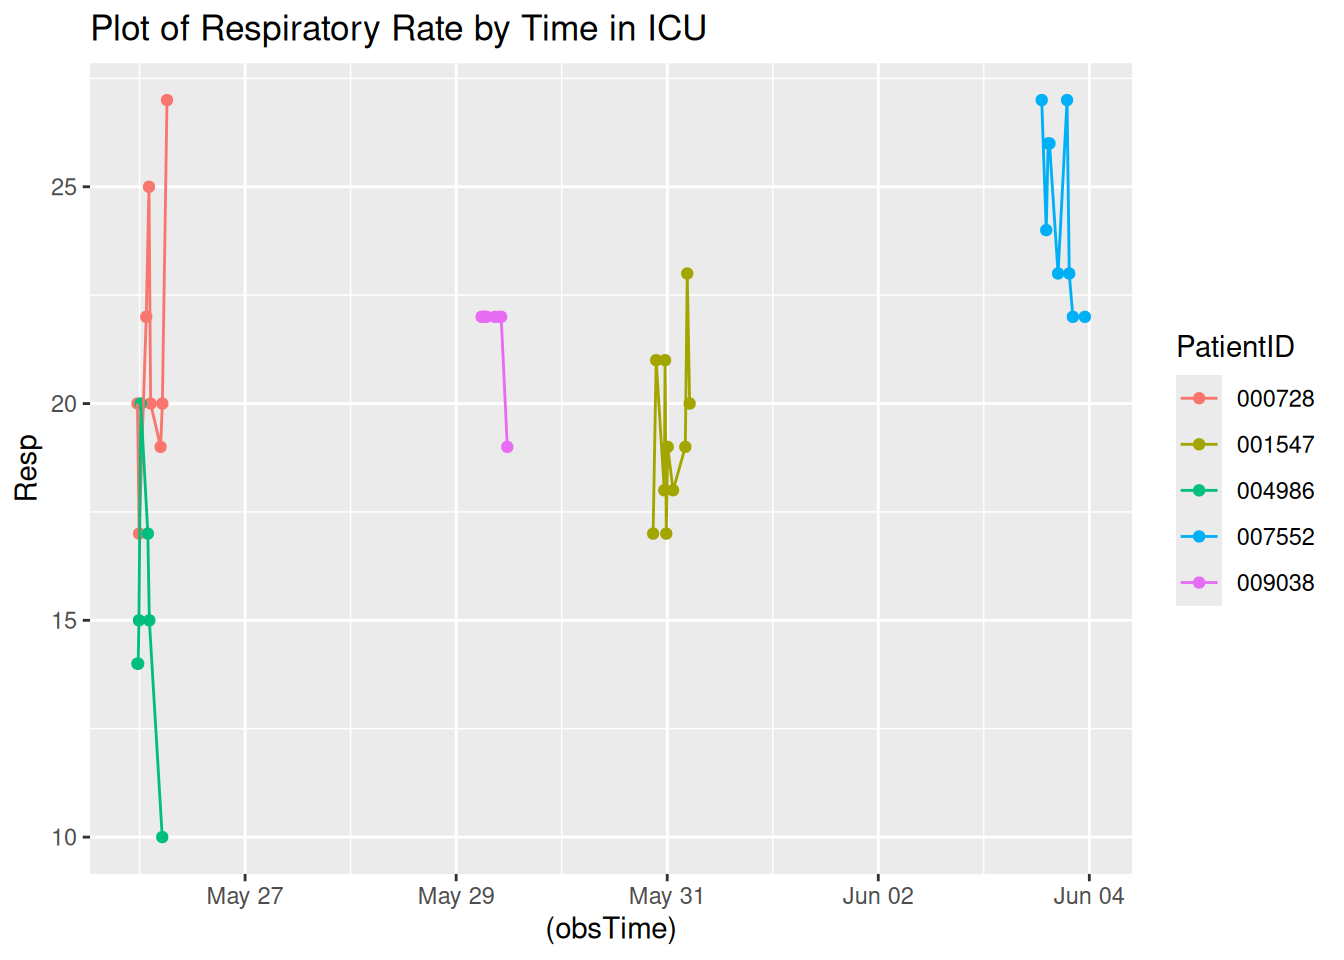 Plot of Respiratory Rate by Time in ICU
25
20
15
10
Resp
May 27
May 29
May 31
Jun 02
Jun 04
(obsTime)
PatientID
000728
001547
004986
007552
009038